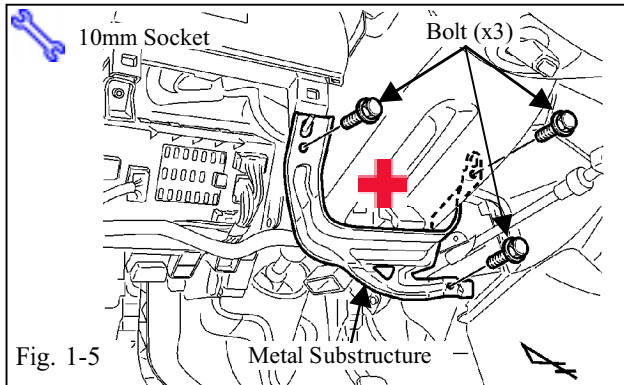 10mm Socket
Bolt (x3)
Fig. 1-5
Metal Substructure